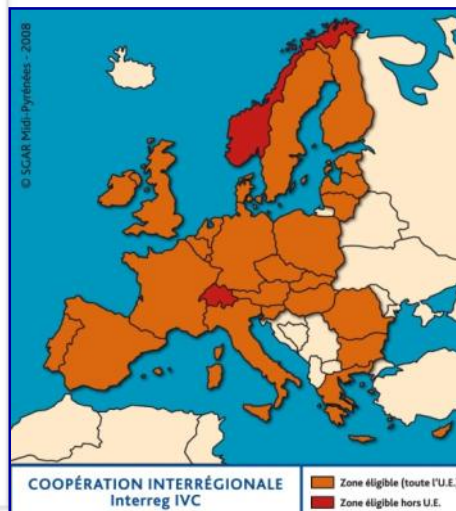 © SGAR Midi-Pyrénées - 2008
COOPÉRATION INTERRÉGIONALE
Interreg IVC
Zone éligible (toute l'U.E.)
Zone éligible hors U.E.